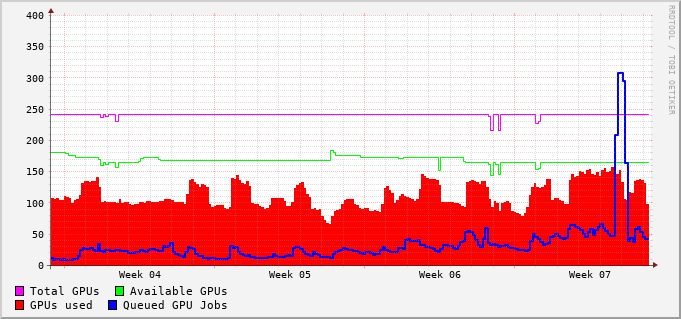 400
350
300
250
200
150
100
50
0
Week 04 Week 05 Week 06 Week 07
Total GPUs Available GPUs
GPUs used Queued GPU Jobs
RRDTOOL / TOBI OETIKER